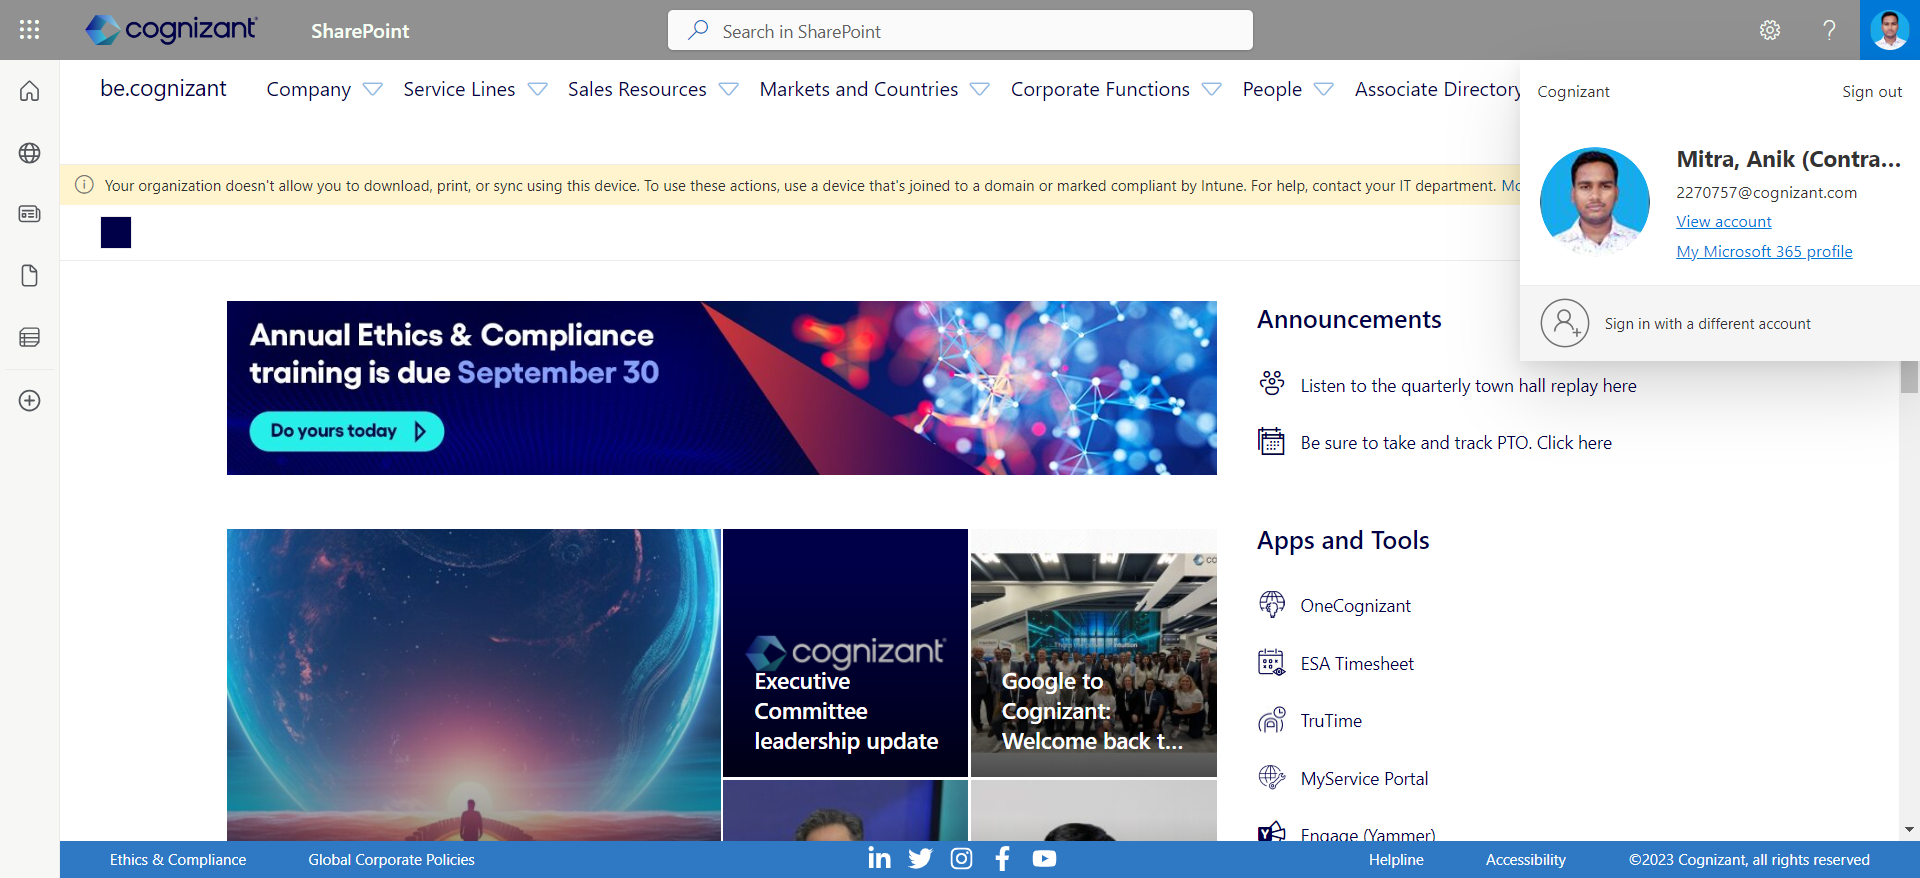 cognizant
SharePoint
Search in SharePoint
be.cognizant
Company
Service Lines
Sales Resources
Markets and Countries
Corporate Functions
People
Associate Directory
Cognizant
Sign out
Mitra, Anik (Contra...
2270757@cognizant.com
View account
My Microsoft 365 profile
Sign in with a different account
Your organization doesn't allow you to download, print, or sync using this device. To use these actions, use a device that's joined to a domain or marked compliant by Intune. For help, contact your IT department.
Annual Ethics & Compliance
training is due September 30
Do yours today
Announcements
Listen to the quarterly town hall replay here
Be sure to take and track PTO. Click here
cognizant
Executive
Committee
leadership update
Google to
Cognizant:
Welcome back t...
Apps and Tools
OneCognizant
ESA Timesheet
TruTime
MyService Portal
Engage (Yammer)
Ethics & Compliance
Global Corporate Policies
Helpline
Accessibility
©2023 Cognizant, all rights reserved